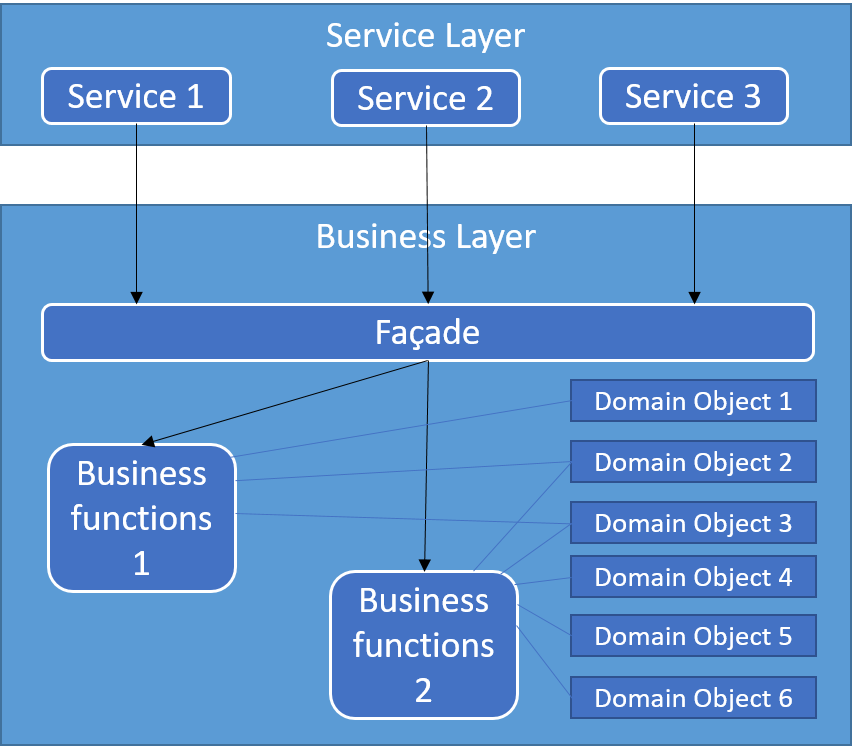 Service Layer
Service 1
Service 2
Service 3
Business Layer
Façade
Domain Object 1
Domain Object 2
Domain Object 3
Domain Object 4
Domain Object 5
Domain Object 6
Business
functions
1
Business
functions
2